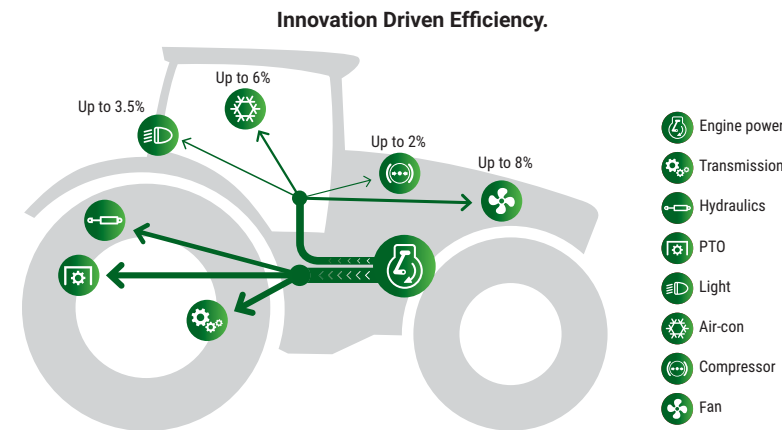 Innovation Driven Efficiency.
Up to 6%
Up to 3.5%
Up to 2%
Up to 8%
Engine power
Transmission
Hydraulics
PTO
Light
Air-con
Compressor
Fan